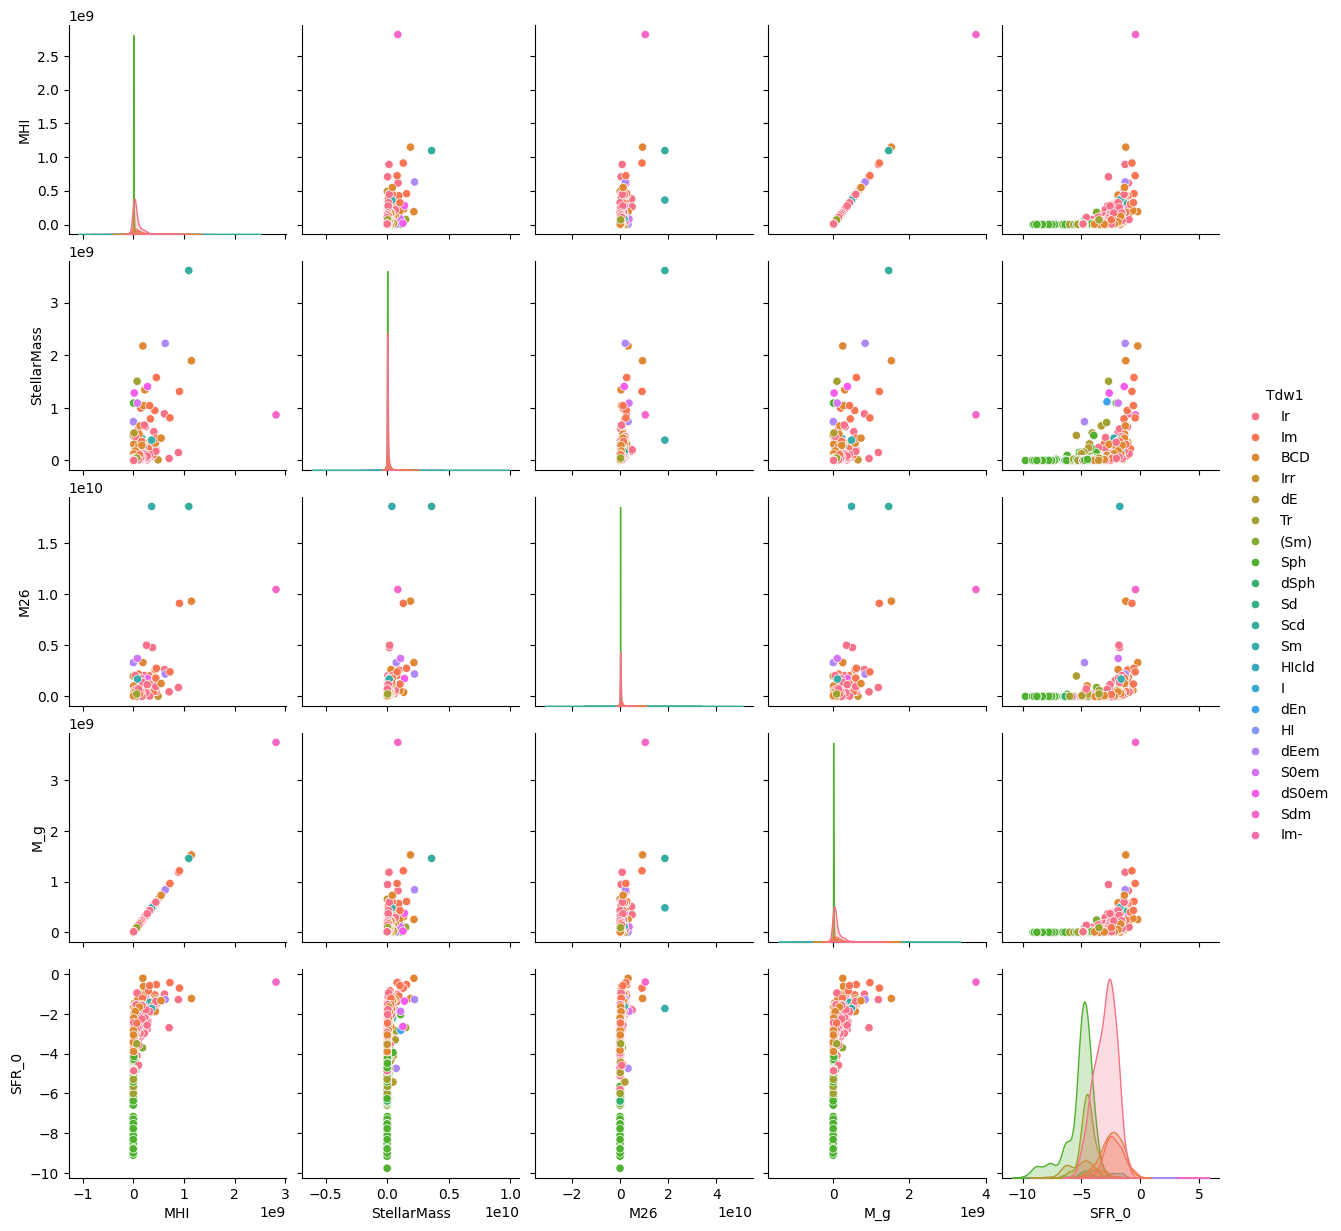 1e9
2.5
2.0
1.5
1.0
0.5
0.0
MHI
1e9
3
2
1
0
StellarMass
1e10
1.5
1.0
0.5
0.0
M26
1e9
3
2
1
0
M_g
0
−2
−4
−6
−8
−10
SFR_0
−1 0 1 2 3
1e9
MHI
−0.5 0.0 0.5 1.0
1e10
StellarMass
−2 0 2 4
1e10
M26
0 2 4
1e9
M_g
−10 −5 0 5
SFR_0
Tdw1
Ir
Im
BCD
Irr
dE
Tr
(Sm)
Sph
dSph
Sd
Scd
Sm
HIcld
I
dEn
HI
dEem
S0em
dS0em
Sdm
Im-